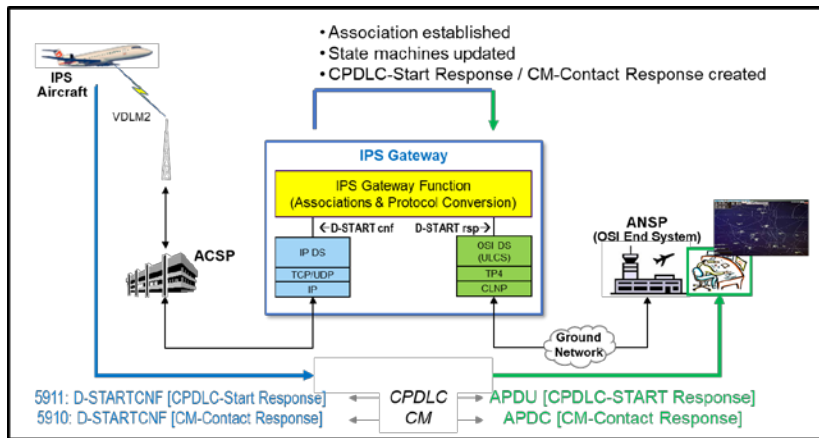 • Association established
• State machines updated
• CPDLC-Start Response / CM-Contact Response created
IPS
Aircraft
VDLM2
IPS Gateway
IPS Gateway Function
(Associations & Protocol Conversion)
←D-START cnf D-START rsp→
ACSP
IP DS
TCP/UDP
IP
OSI DS
(ULCS)
TP4
CLNP
ANSP
(OSI End System)
Ground
Network
5911: D-STARTCNF [CPDLC-Start Response] CPDLC APDU [CPDLC-START Response]
5910: D-STARTCNF [CM-Contact Response] CM APDC [CM-Contact Response]